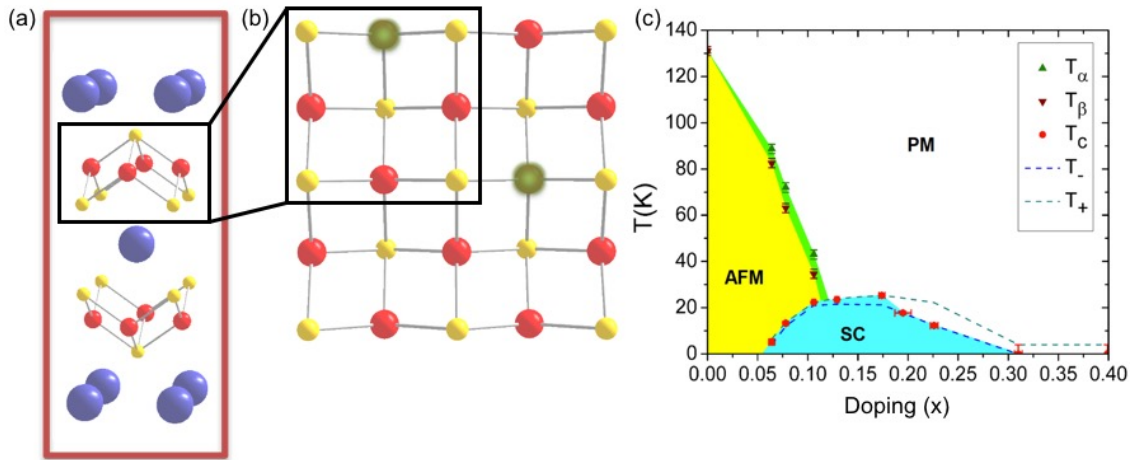 (a)
(b)
(c)
T(K)
140
120
100
80
60
40
20
0
AFM
PM
SC
Tα
Tβ
Tc
T-
T+
0.00 0.05 0.10 0.15 0.20 0.25 0.30 0.35 0.40
Doping (x)